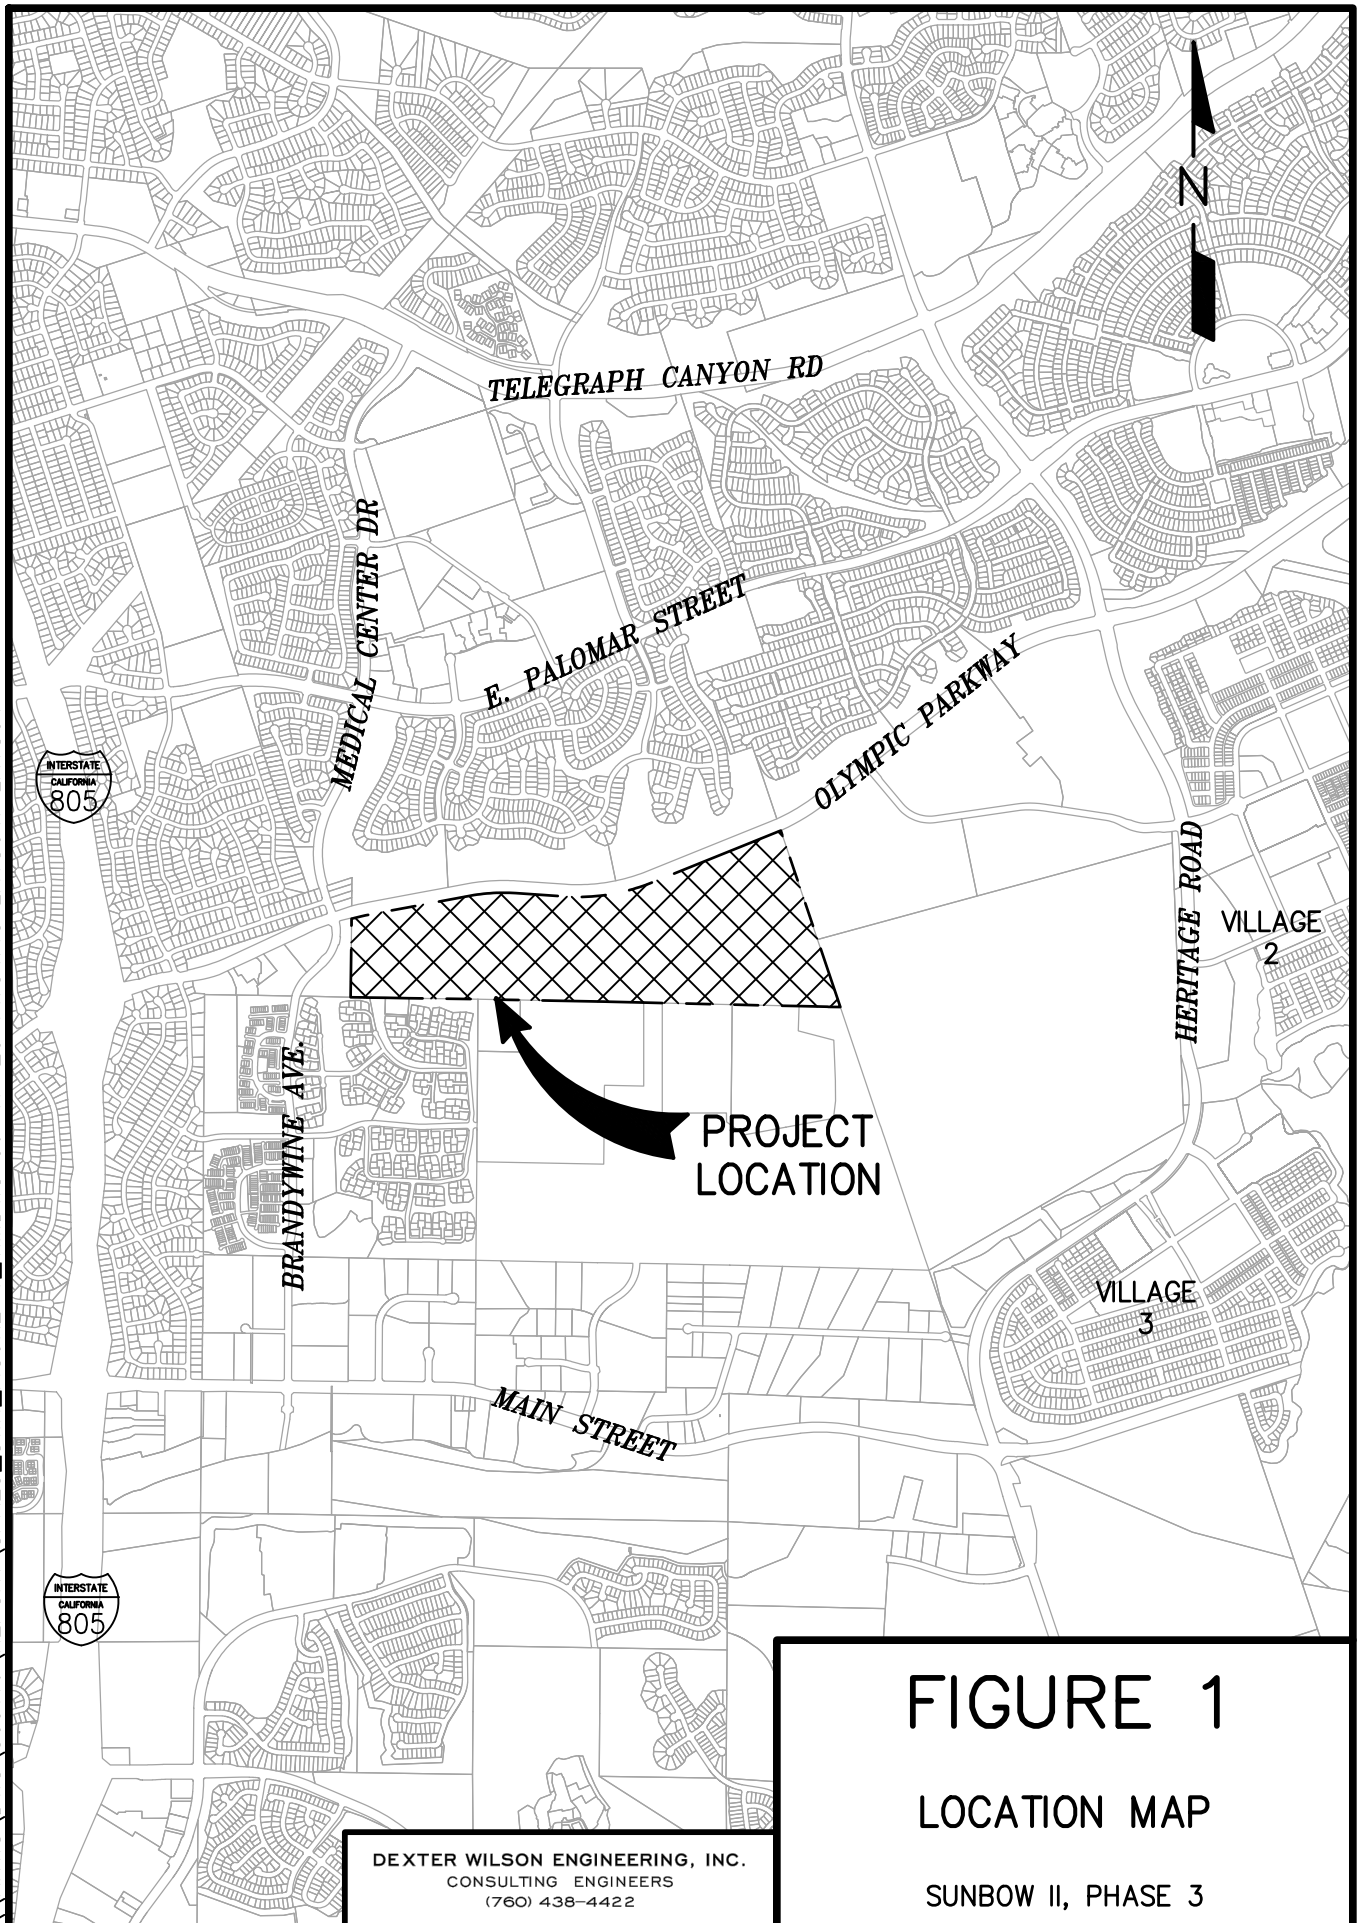 N
TELEGRAPH CANYON RD
MEDICAL CENTER DR
E. PALOMAR STREET
OLYMPIC PARKWAY
INTERSTATE
CALIFORNIA
805
HERITAGE ROAD
VILLAGE
2
BRANDYWINE AVE.
PROJECT
LOCATION
VILLAGE
3
MAIN STREET
INTERSTATE
CALIFORNIA
805
FIGURE 1
LOCATION MAP
SUNBOW II, PHASE 3
DEXTER WILSON ENGINEERING, INC.
CONSULTING ENGINEERS
(760) 438-4422